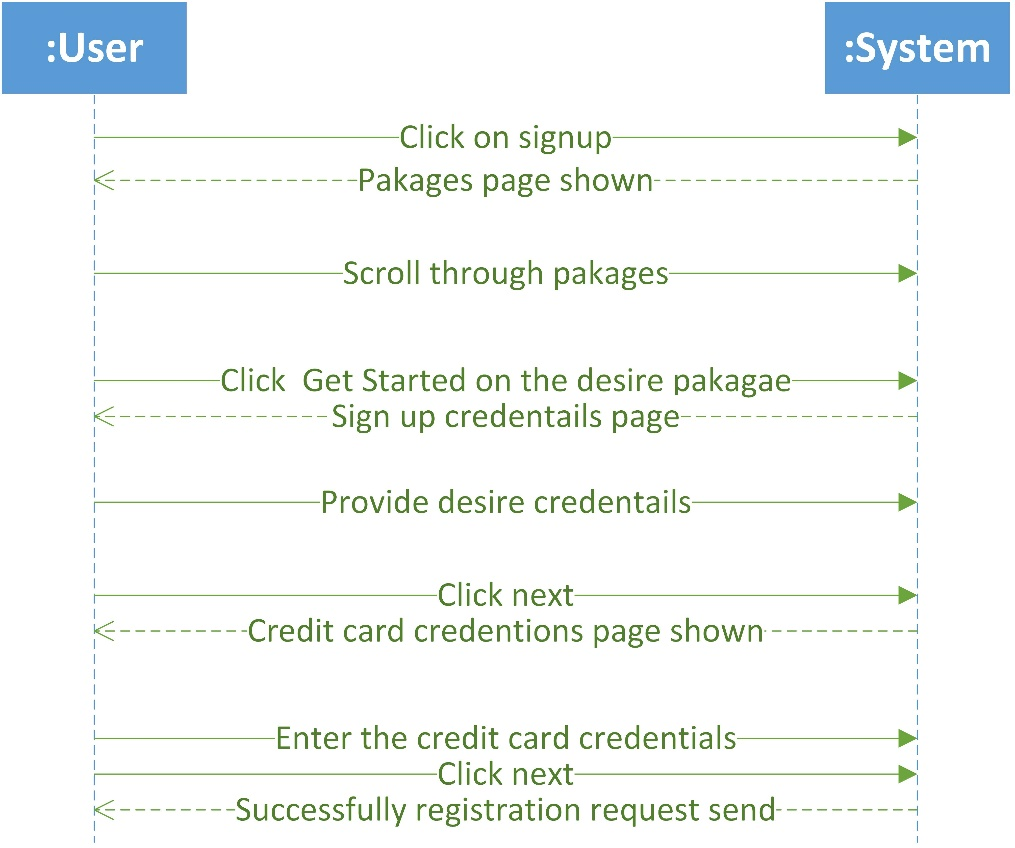 :User
:System
Click on signup
Pakages page shown
Scroll through pakages
Click  Get Started on the desire pakagae
Sign up credentails page
Provide desire credentails
Click next
Credit card credentions page shown
Enter the credit card credentials
Click next
Successfully registration request send